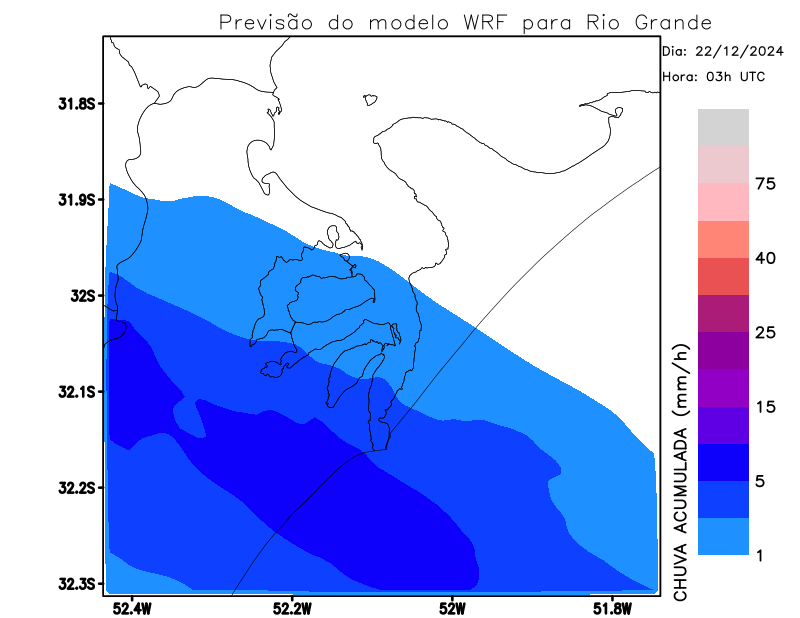 Previsão do modelo WRF para Rio Grande
Dia: 22/12/2024
Hora: 03h UTC
31.8S
31.9S
32S
32.1S
32.2S
32.3S
52.4W
52.2W
52W
51.8W
75
40
25
15
5
1
CHUVA ACUMULADA (mm/h)